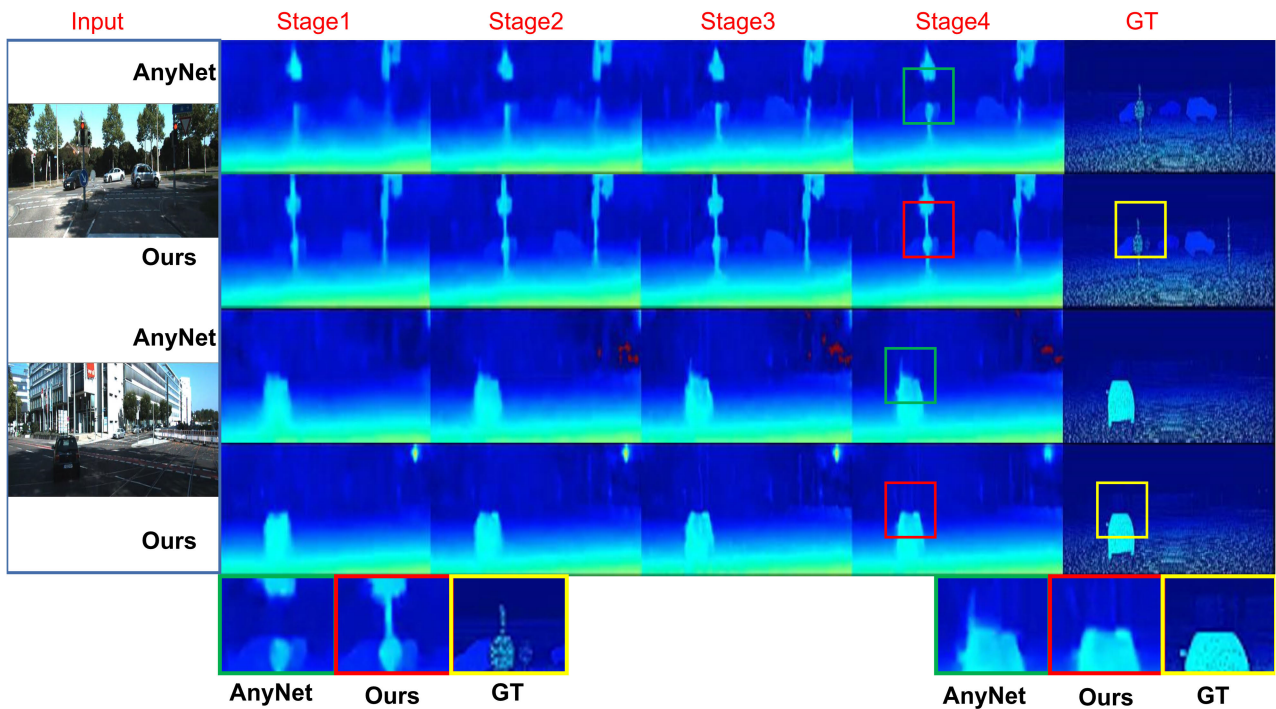 Input Stage1 Stage2 Stage3 Stage4 GT
AnyNet
Ours
AnyNet
Ours
AnyNet Ours GT AnyNet Ours GT